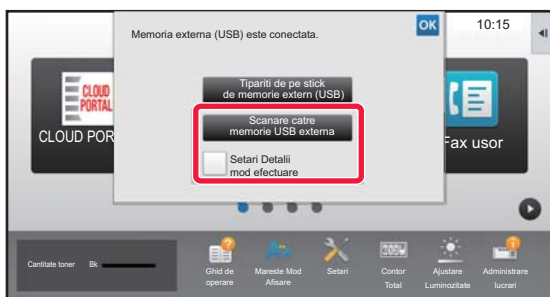 Memoria externa (USB) este conectata.
OK
10:15
Tipariti de pe stick
de memorie extern (USB)
Scanare catre
memorie USB externa
Setari Detalii
mod efectuare
CLOUD
PORTAL
CLOUD POR
Fax usor
Cantitate toner
Bk
Ghid de
operare
Mareste Mod
Afisare
Setari
Contor
Total
Ajustare
Luminozitate
Administrare
lucrari